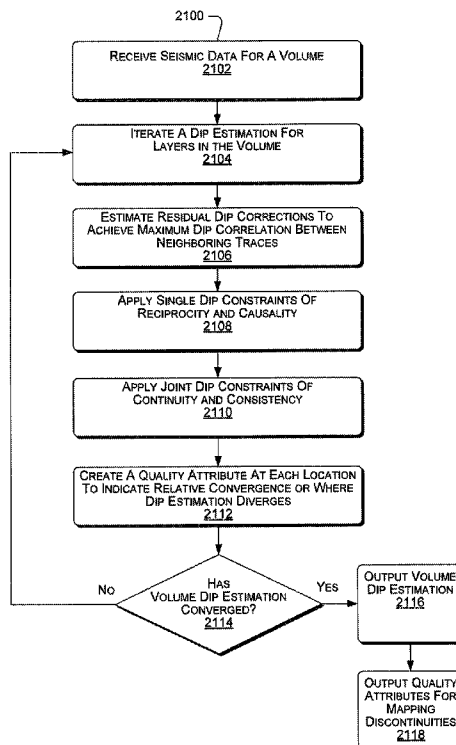 2100
RECEIVE SEISMIC DATA FOR A VOLUME
2102
ITERATE A DIP ESTIMATION FOR
LAYERS IN THE VOLUME
2104
ESTIMATE RESIDUAL DIP CORRECTIONS TO
ACHIEVE MAXIMUM DIP CORRELATION BETWEEN
NEIGHBORING TRACES
2106
APPLY SINGLE DIP CONSTRAINTS OF
RECIPROCITY AND CAUSALITY
2108
APPLY JOINT DIP CONSTRAINTS OF
CONTINUITY AND CONSISTENCY
2110
CREATE A QUALITY ATTRIBUTE AT EACH LOCATION
TO INDICATE RELATIVE CONVERGENCE OR WHERE
DIP ESTIMATION DIVERGES
2112
NO
HAS
VOLUME DIP ESTIMATION
CONVERGED?
2114
YES
OUTPUT VOLUME
DIP ESTIMATION
2116
OUTPUT QUALITY
ATTRIBUTES FOR
MAPPING
DISCONTINUITIES
2118